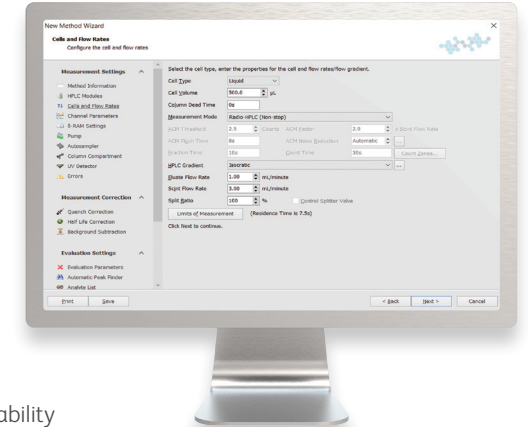 New Method Wizard
Cells and Flow Rates
Configure the cell and flow rates
Measurement Settings
Method Information
HPLC Modules
Cells and Flow Rates
Channel Parameters
β-RAM Settings
Pump
Autosampler
Column Compartment
UV Detector
Errors
Measurement Correction
Quench Correction
Half Life Correction
Background Subtraction
Evaluation Settings
Evaluation Parameters
Automatic Peak Finder
Analyte List
Select the cell type, enter the properties for the cell and flow rates/flow gradient.
Cell Type Liquid
Cell Volume 500.0 µL
Column Dead Time 0s
Measurement Mode Radio-HPLC (Non-stop)
ACM Threshold 2.5 Counts ACM Factor 2.0 x Scint Flow Rate
ACM Flush Time 0s ACM Noise Reduction Automatic ...
Fraction Time 10s Count Time 30s Count Zones...
HPLC Gradient Isocratic ...
Eluate Flow Rate 1.00 mL/minute
Scint Flow Rate 3.00 mL/minute
Split Ratio 100 % Control Splitter Valve
Limits of Measurement (Residence Time is 7.5s)
Click Next to continue.
Print Save < Back Next > Cancel
ability